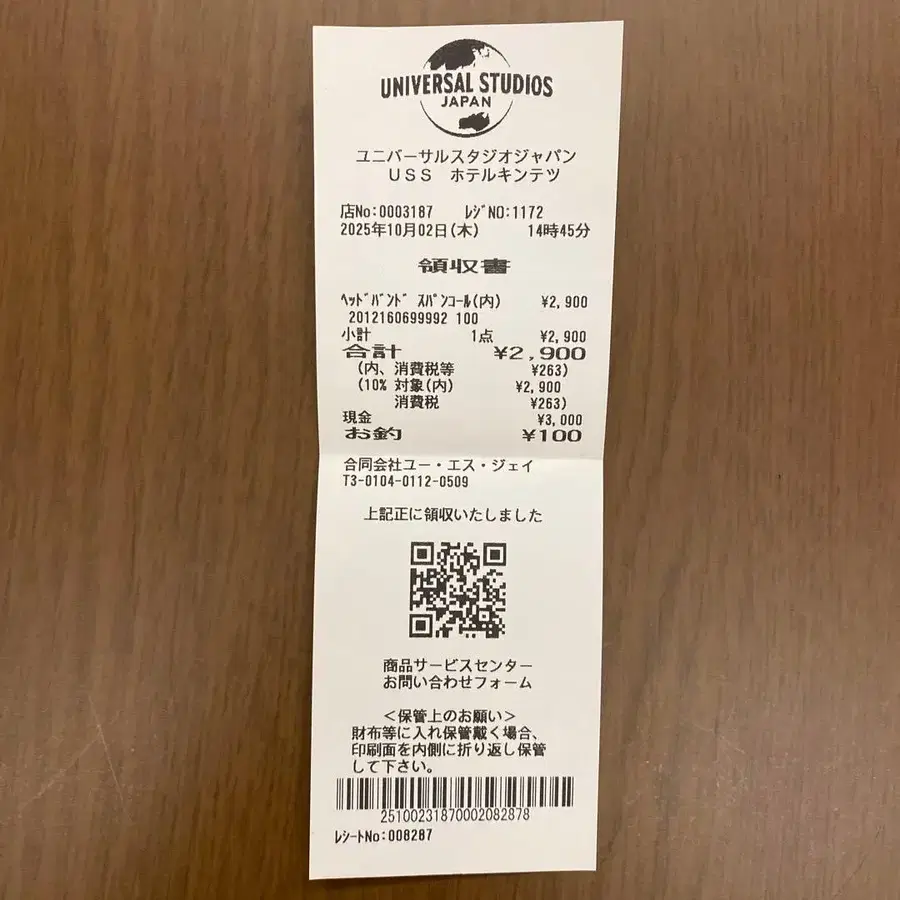 UNIVERSAL STUDIOS
JAPAN
ユニバーサルスタジオジャパン
USS ホテルキンテツ
店No:0003187 ﾚｼﾞNO:1172
2025年10月02日(木) 14時45分
領収書
ﾍｯﾄﾞﾊﾞﾝﾄﾞ ｽﾊﾟﾝｺｰﾙ(内) ¥2,900
2012160699992 100
小計 1点 ¥2,900
合計 ¥2,900
(内、消費税等 ¥263)
(10% 対象(内) ¥2,900
消費税 ¥263)
現金 ¥3,000
お釣 ¥100
合同会社ユー・エス・ジェイ
T3-0104-0112-0509
上記正に領収いたしました
商品サービスセンター
お問い合わせフォーム
<保管上のお願い>
財布等に入れ保管戴く場合、
印刷面を内側に折り返し保管
して下さい。
25100231870002082878
ﾚｼｰﾄNo:008287